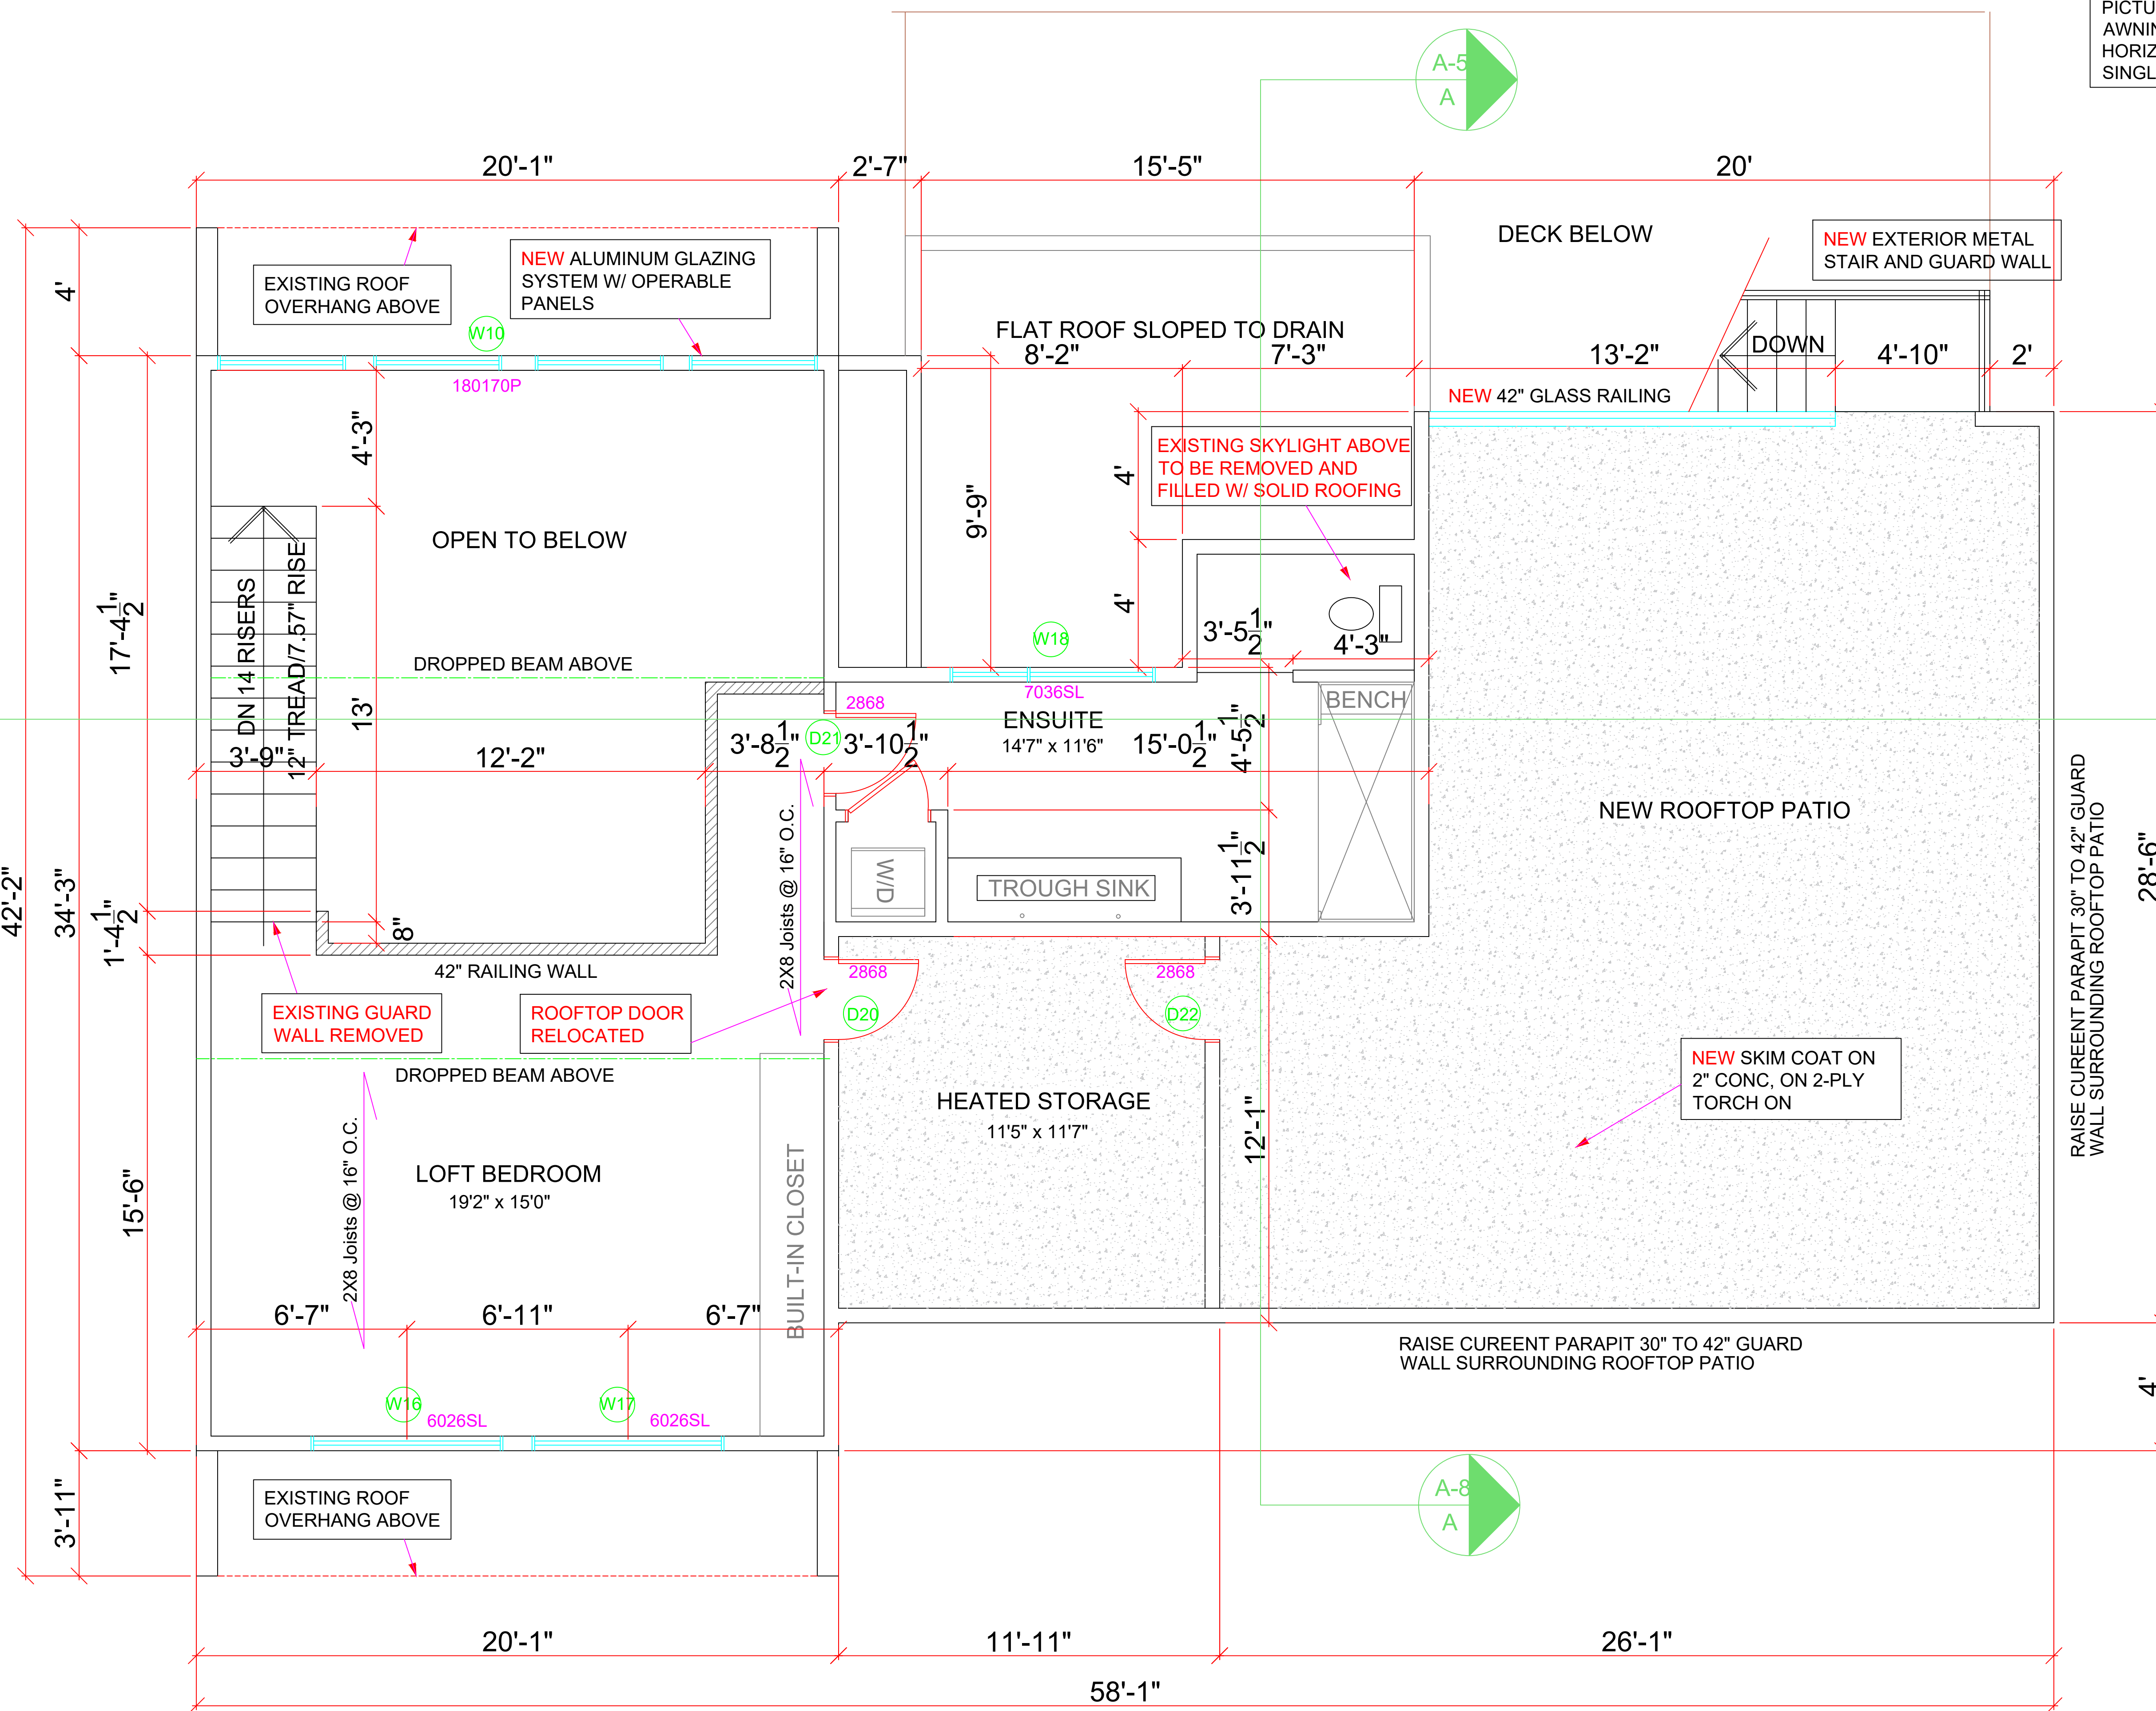 PICTU
AWNIN
HORIZ
SINGL
A-5
A
20'-1"
2'-7"
15'-5"
20'
DECK BELOW
NEW EXTERIOR METAL
STAIR AND GUARD WALL
EXISTING ROOF
OVERHANG ABOVE
NEW ALUMINUM GLAZING
SYSTEM W/ OPERABLE
PANELS
4'
W10
180170P
FLAT ROOF SLOPED TO DRAIN
8'-2"
7'-3"
13'-2"
DOWN
4'-10"
2'
NEW 42" GLASS RAILING
4'-3"
EXISTING SKYLIGHT ABOVE
TO BE REMOVED AND
FILLED W/ SOLID ROOFING
9'-9"
4'
4'
OPEN TO BELOW
DN 14 RISERS
12" TREAD/7.57" RISE
17'-4 1/2"
13'
DROPPED BEAM ABOVE
W18
7036SL
3'-5 1/2"
4'-3"
BENCH
2868
D21
ENSUITE
14'7" x 11'6"
3'-9"
12'-2"
3'-8 1/2"
3'-10 1/2"
15'-0 1/2"
4'-5 1/2"
NEW ROOFTOP PATIO
2X8 Joists @ 16" O.C.
W/D
TROUGH SINK
3'-11 1/2"
42'-2"
34'-3"
1'-4 1/2"
8"
42" RAILING WALL
28'-6"
RAISE CUREENT PARAPIT 30" TO 42" GUARD
WALL SURROUNDING ROOFTOP PATIO
EXISTING GUARD
WALL REMOVED
ROOFTOP DOOR
RELOCATED
2868
D20
2868
D22
DROPPED BEAM ABOVE
NEW SKIM COAT ON
2" CONC, ON 2-PLY
TORCH ON
HEATED STORAGE
11'5" x 11'7"
12'-1"
15'-6"
2X8 Joists @ 16" O.C.
LOFT BEDROOM
19'2" x 15'0"
BUILT-IN CLOSET
6'-7"
6'-11"
6'-7"
RAISE CUREENT PARAPIT 30" TO 42" GUARD
WALL SURROUNDING ROOFTOP PATIO
4'
W16
6026SL
W17
6026SL
A-8
A
3'-11"
EXISTING ROOF
OVERHANG ABOVE
20'-1"
11'-11"
26'-1"
58'-1"